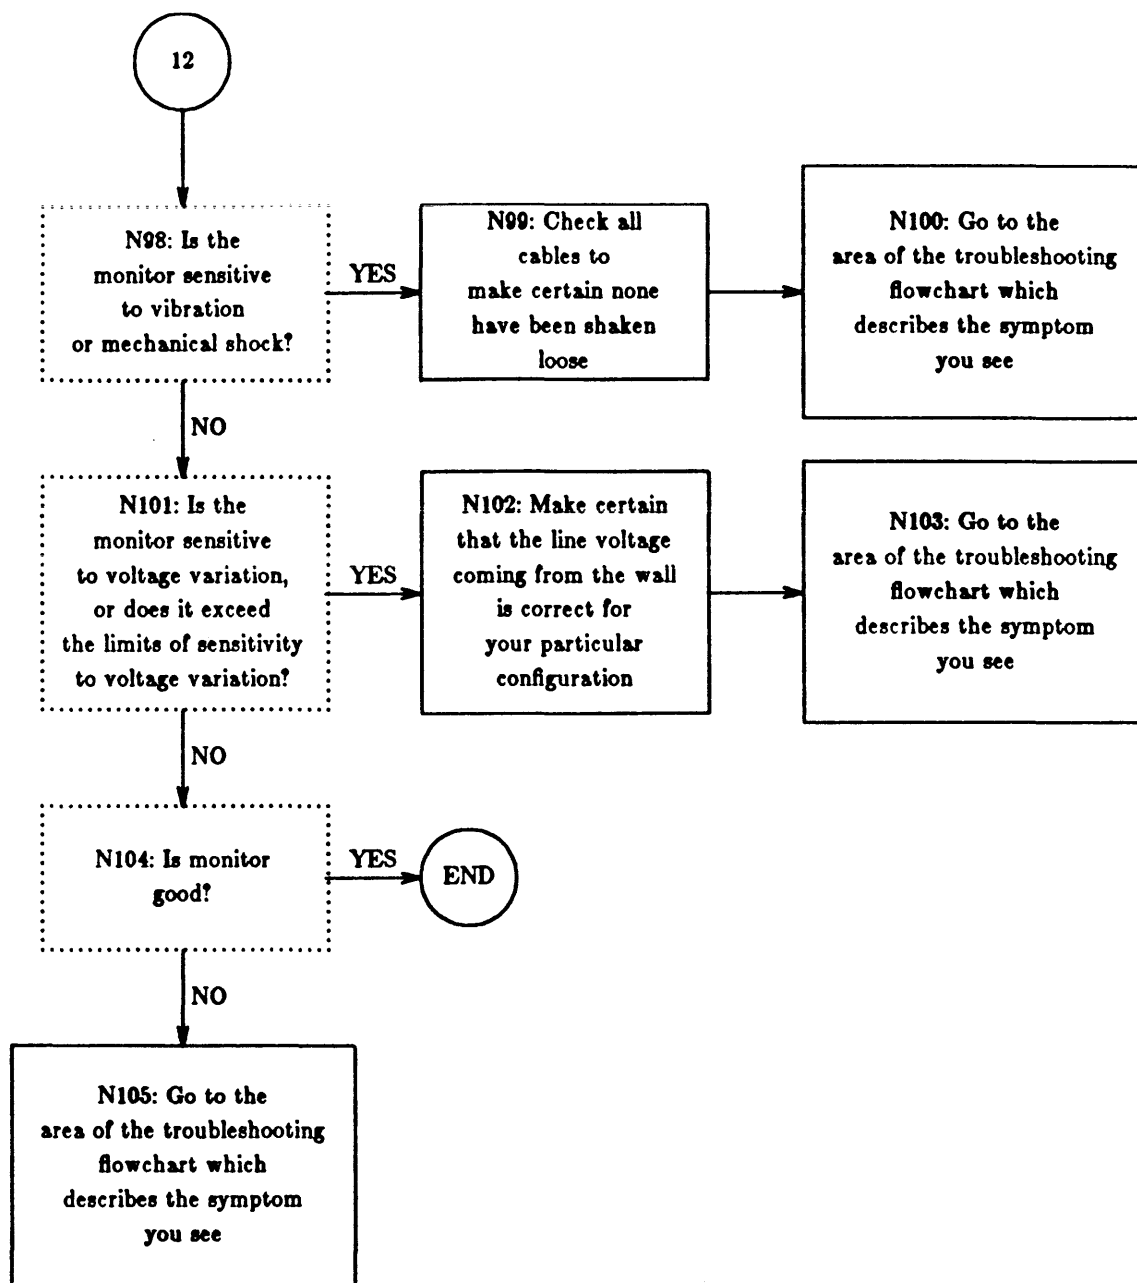 12
N98: Is the
monitor sensitive
to vibration
or mechanical shock?
YES
N99: Check all
cables to
make certain none
have been shaken
loose
N100: Go to the
area of the troubleshooting
flowchart which
describes the symptom
you see
NO
N101: Is the
monitor sensitive
to voltage variation,
or does it exceed
the limits of sensitivity
to voltage variation?
YES
N102: Make certain
that the line voltage
coming from the wall
is correct for
your particular
configuration
N103: Go to the
area of the troubleshooting
flowchart which
describes the symptom
you see
NO
N104: Is monitor
good?
YES
END
NO
N105: Go to the
area of the troubleshooting
flowchart which
describes the symptom
you see